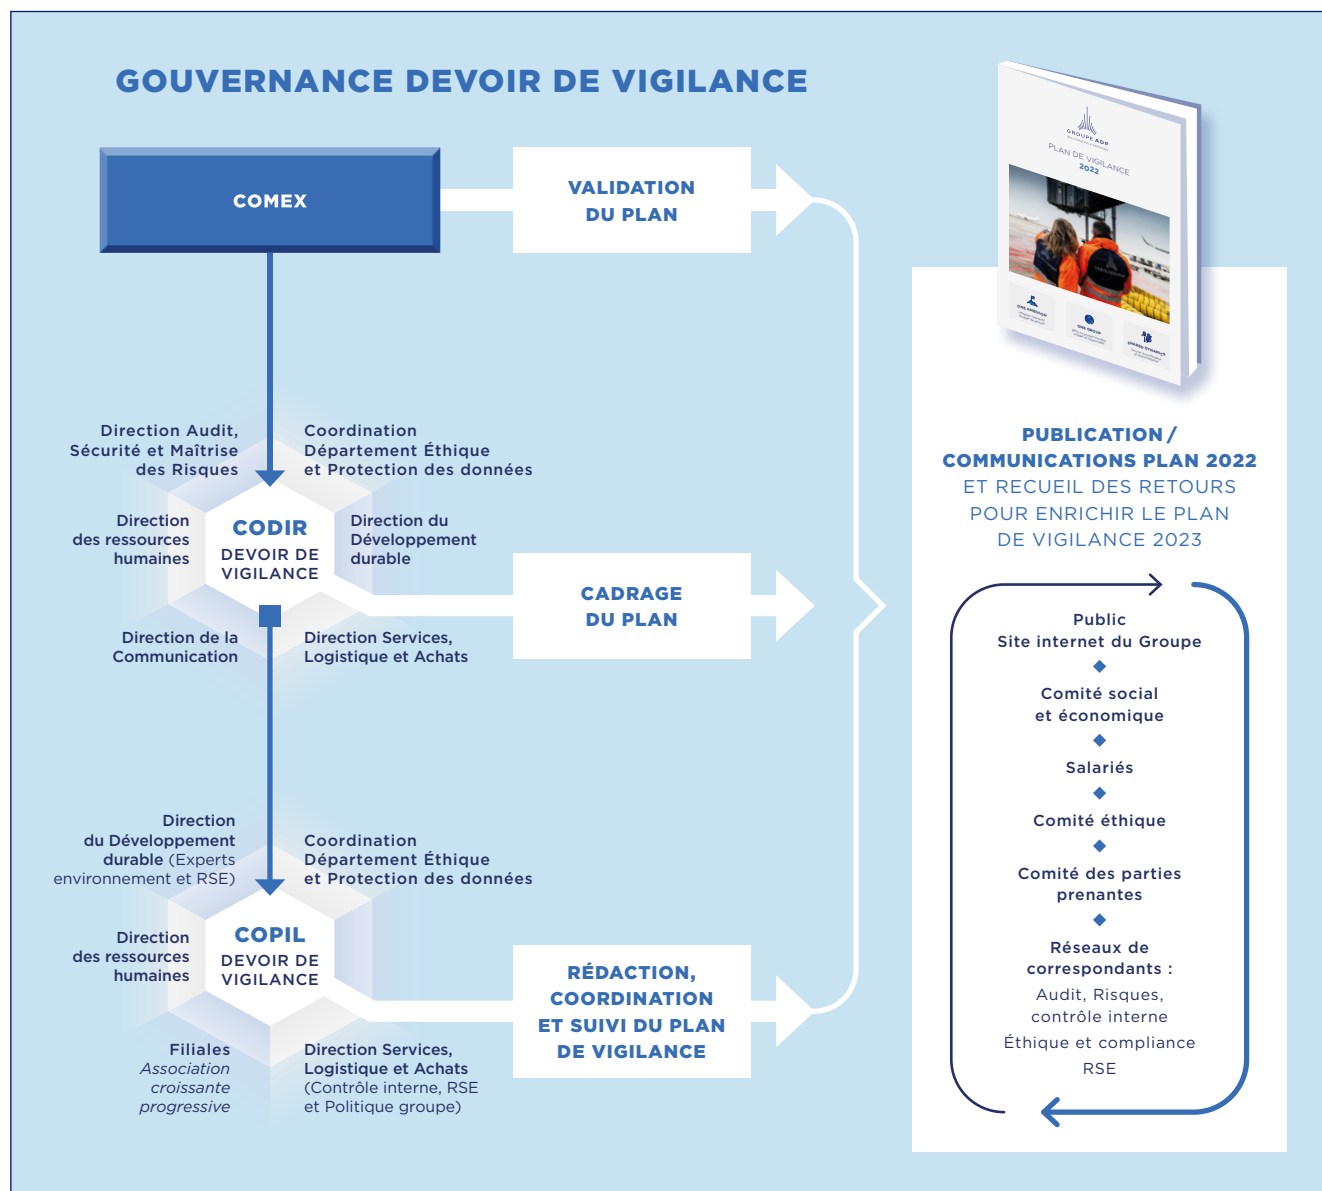 GOUVERNANCE DEVOIR DE VIGILANCE
COMEX
VALIDATION
DU PLAN
Direction Audit,
Sécurité et Maîtrise
des Risques
Coordination
Département Éthique
et Protection des données
Direction
des ressources
humaines
CODIR
DEVOIR DE
VIGILANCE
Direction du
Développement
durable
Direction de la
Communication
Direction Services,
Logistique et Achats
CADRAGE
DU PLAN
Direction
du Développement
durable (Experts
environnement et RSE)
Coordination
Département Éthique
et Protection des données
Direction
des ressources
humaines
COPIL
DEVOIR DE
VIGILANCE
Filiales
Association
croissante
progressive
Direction Services,
Logistique et Achats
(Contrôle interne, RSE
et Politique groupe)
RÉDACTION,
COORDINATION
ET SUIVI DU PLAN
DE VIGILANCE
GROUPE ADP
PLAN DE VIGILANCE
2022
ONE AMBITION
ONE GROUP
SHARED DYNAMICS
PUBLICATION /
COMMUNICATIONS PLAN 2022
ET RECUEIL DES RETOURS
POUR ENRICHIR LE PLAN
DE VIGILANCE 2023
Public
Site internet du Groupe
Comité social
et économique
Salariés
Comité éthique
Comité des parties
prenantes
Réseaux de
correspondants :
Audit, Risques,
contrôle interne
Éthique et compliance
RSE